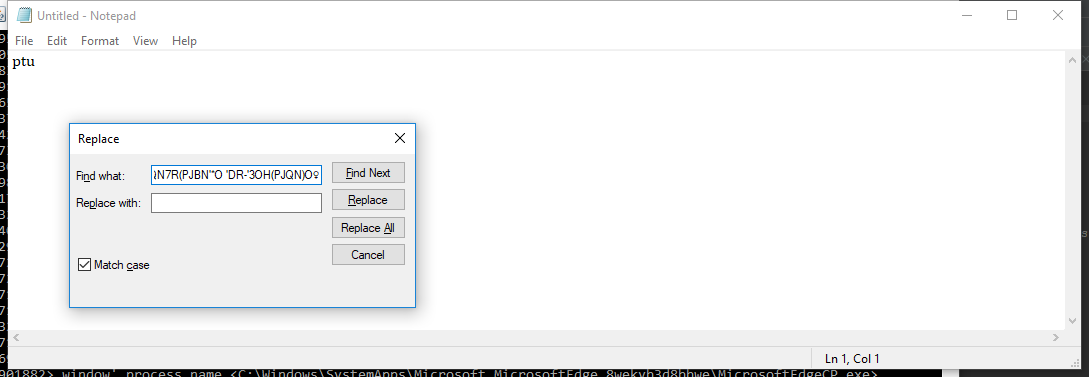 Untitled - Notepad
File Edit Format View Help
ptu
Replace
Find what: N7R(PJBN'"O 'DR-'3OH(PJQN)O♀ Find Next
Replace with: Replace
Replace All
Match case Cancel
Ln 1, Col 1
901882> window' process name <C:\Windows\SystemApps\Microsoft.MicrosoftEdge_8wekyb3d8bbwe\MicrosoftEdgeCP.exe>